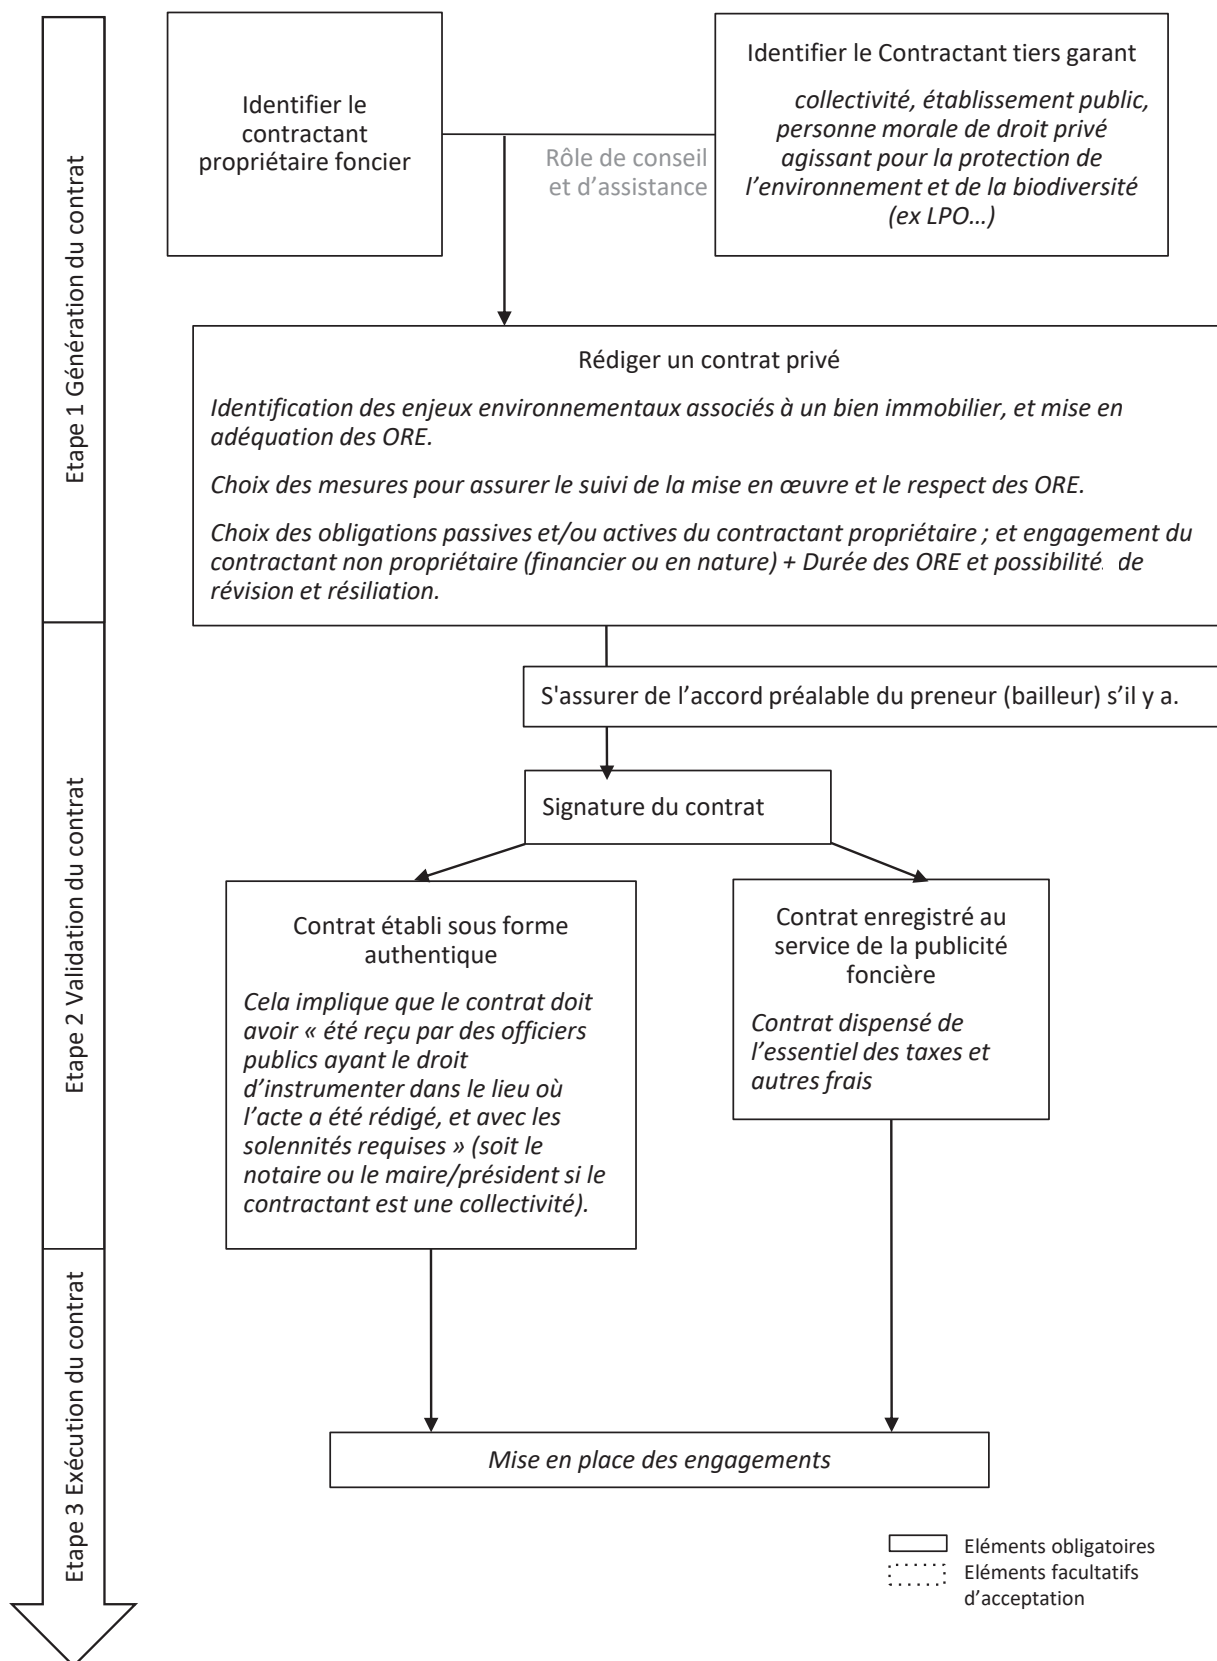 Etape 1 Génération du contrat
Identifier le
contractant
propriétaire foncier
Rôle de conseil
et d'assistance
Identifier le Contractant tiers garant
collectivité, établissement public,
personne morale de droit privé
agissant pour la protection de
l'environnement et de la biodiversité
(ex LPO...)
Rédiger un contrat privé
Identification des enjeux environnementaux associés à un bien immobilier, et mise en
adéquation des ORE.
Choix des mesures pour assurer le suivi de la mise en œuvre et le respect des ORE.
Choix des obligations passives et/ou actives du contractant propriétaire ; et engagement du
contractant non propriétaire (financier ou en nature) + Durée des ORE et possibilité de
révision et résiliation.
Etape 2 Validation du contrat
S'assurer de l'accord préalable du preneur (bailleur) s'il y a.
Signature du contrat
Contrat établi sous forme
authentique
Cela implique que le contrat doit
avoir « été reçu par des officiers
publics ayant le droit
d'instrumenter dans le lieu où
l'acte a été rédigé, et avec les
solennités requises » (soit le
notaire ou le maire/président si le
contractant est une collectivité).
Contrat enregistré au
service de la publicité
foncière
Contrat dispensé de
l'essentiel des taxes et
autres frais
Etape 3 Exécution du contrat
Mise en place des engagements
Eléments obligatoires
Eléments facultatifs
d'acceptation